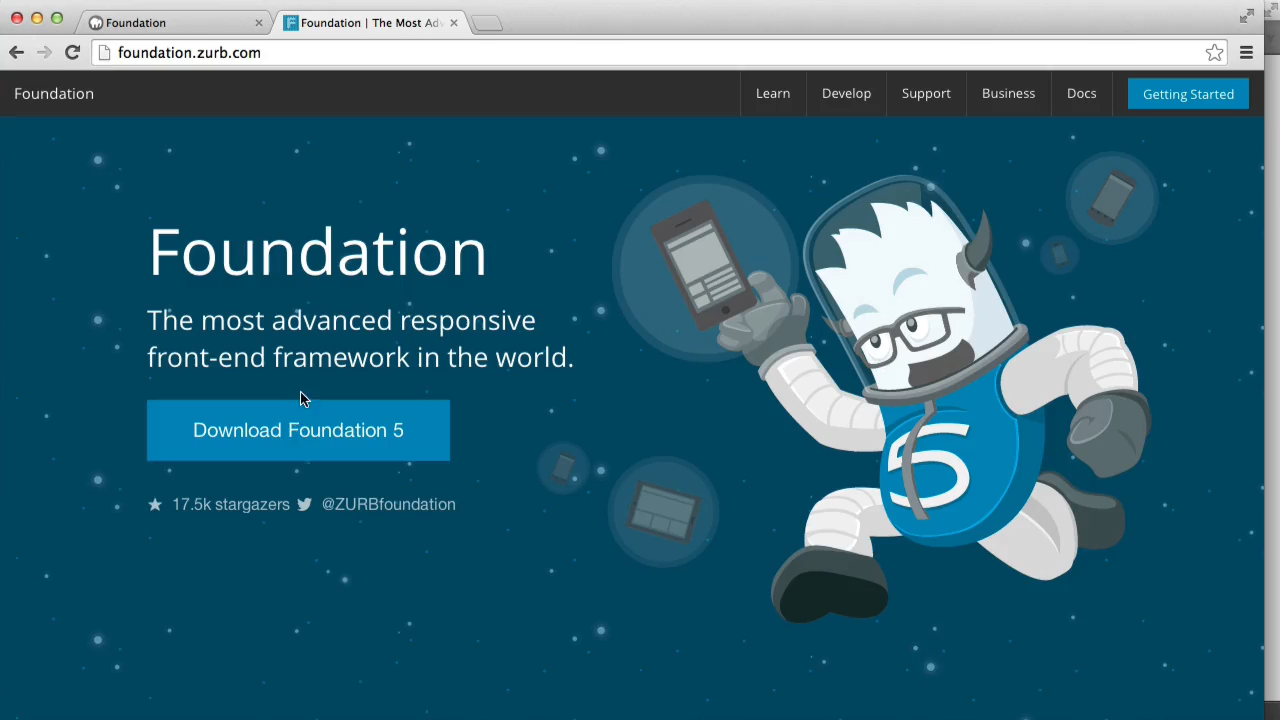 Foundation
Foundation | The Most Adv
foundation.zurb.com
Foundation
Learn
Develop
Support
Business
Docs
Getting Started
Foundation
The most advanced responsive
front-end framework in the world.
Download Foundation 5
17.5k stargazers
@ZURBfoundation
5